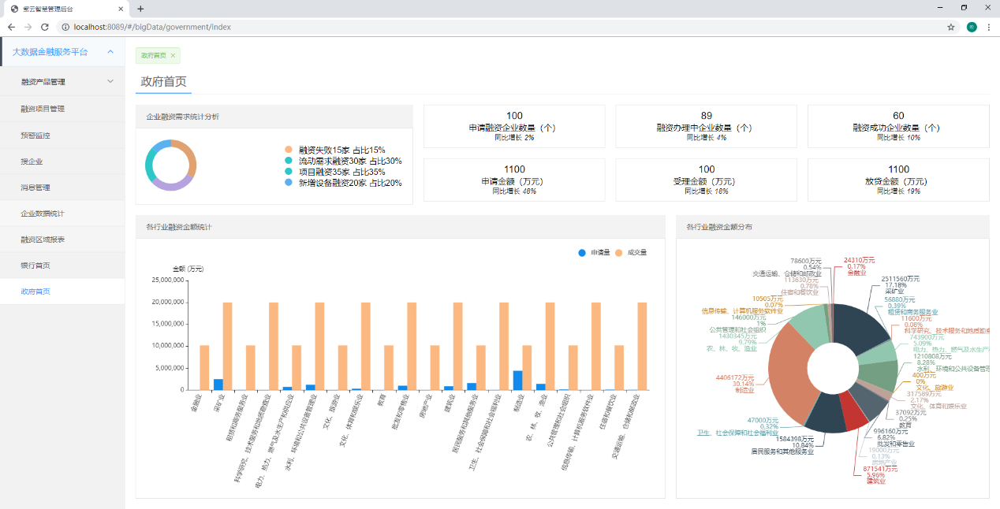 累云智慧管理后台
localhost:8089/#/bigData/government/index
大数据金融服务平台
融资产品管理
融资项目管理
预警监控
搜企业
消息管理
企业数据统计
融资区域报表
银行首页
政府首页
政府首页
政府首页
企业融资需求统计分析
融资失败15家 占比15%
流动需求融资30家 占比30%
项目融资35家 占比35%
新增设备融资20家 占比20%
100
申请融资企业数量（个）
同比增长 2%
89
融资办理中企业数量（个）
同比增长 4%
60
融资成功企业数量（个）
同比增长 10%
1100
申请金额（万元）
同比增长 48%
100
受理金额（万元）
同比增长 18%
1100
放贷金额（万元）
同比增长 19%
各行业融资金额统计
申请量 成交量
金额 (万元)
25,000,000
20,000,000
15,000,000
10,000,000
5,000,000
0
金融业
采矿业
租赁和商务服务业
科学研究、技术服务和地质勘查业
电力、热力、燃气及水生产和供应业
水利、环境和公共设备管理业
文化、旅游业
文化、体育和娱乐业
教育
批发和零售业
房地产业
建筑业
居民服务和其他服务业
卫生、社会保障和社会福利业
制造业
农、林、牧、渔业
公共管理和社会组织
信息传输、计算机服务软件业
住宿和餐饮业
交通运输、仓储和邮政业
各行业融资金额分布
24310万元
0.17%
金融业
2511560万元
17.18%
采矿业
56880万元
0.39%
租赁和商务服务业
11600万元
0.08%
科学研究、技术服务和地质勘查
743900万元
5.09%
电力、热力、燃气及水生产和
1210808万元
8.28%
水利、环境和公共设备管理
400万元
0%
文化、旅游业
317589万元
2.17%
文化、体育和娱乐业
37092万元
0.25%
教育
996160万元
6.82%
批发和零售业
19000万元
0.13%
房地产业
871541万元
5.96%
建筑业
1584398万元
10.84%
居民服务和其他服务业
47000万元
0.32%
卫生、社会保障和社会福利业
4406172万元
30.14%
制造业
1430345万元
9.79%
农、林、牧、渔业
146000万元
1%
公共管理和社会组织
10505万元
0.07%
信息传输、计算机服务软件业
113630万元
0.78%
住宿和餐饮业
78600万元
0.54%
交通运输、仓储和邮政业